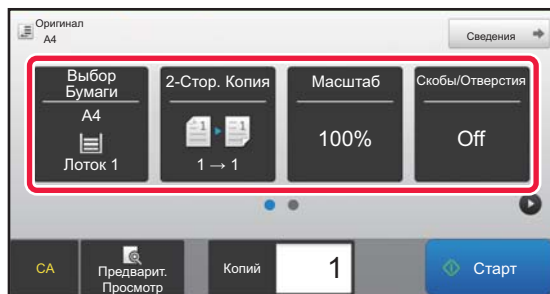 Оригинал
A4
Сведения
Выбор
Бумаги
A4
Лоток 1
2-Стор. Копия
1 → 1
Масштаб
100%
Скобы/Отверстия
Off
CA
Предварит.
Просмотр
Копий
1
Старт